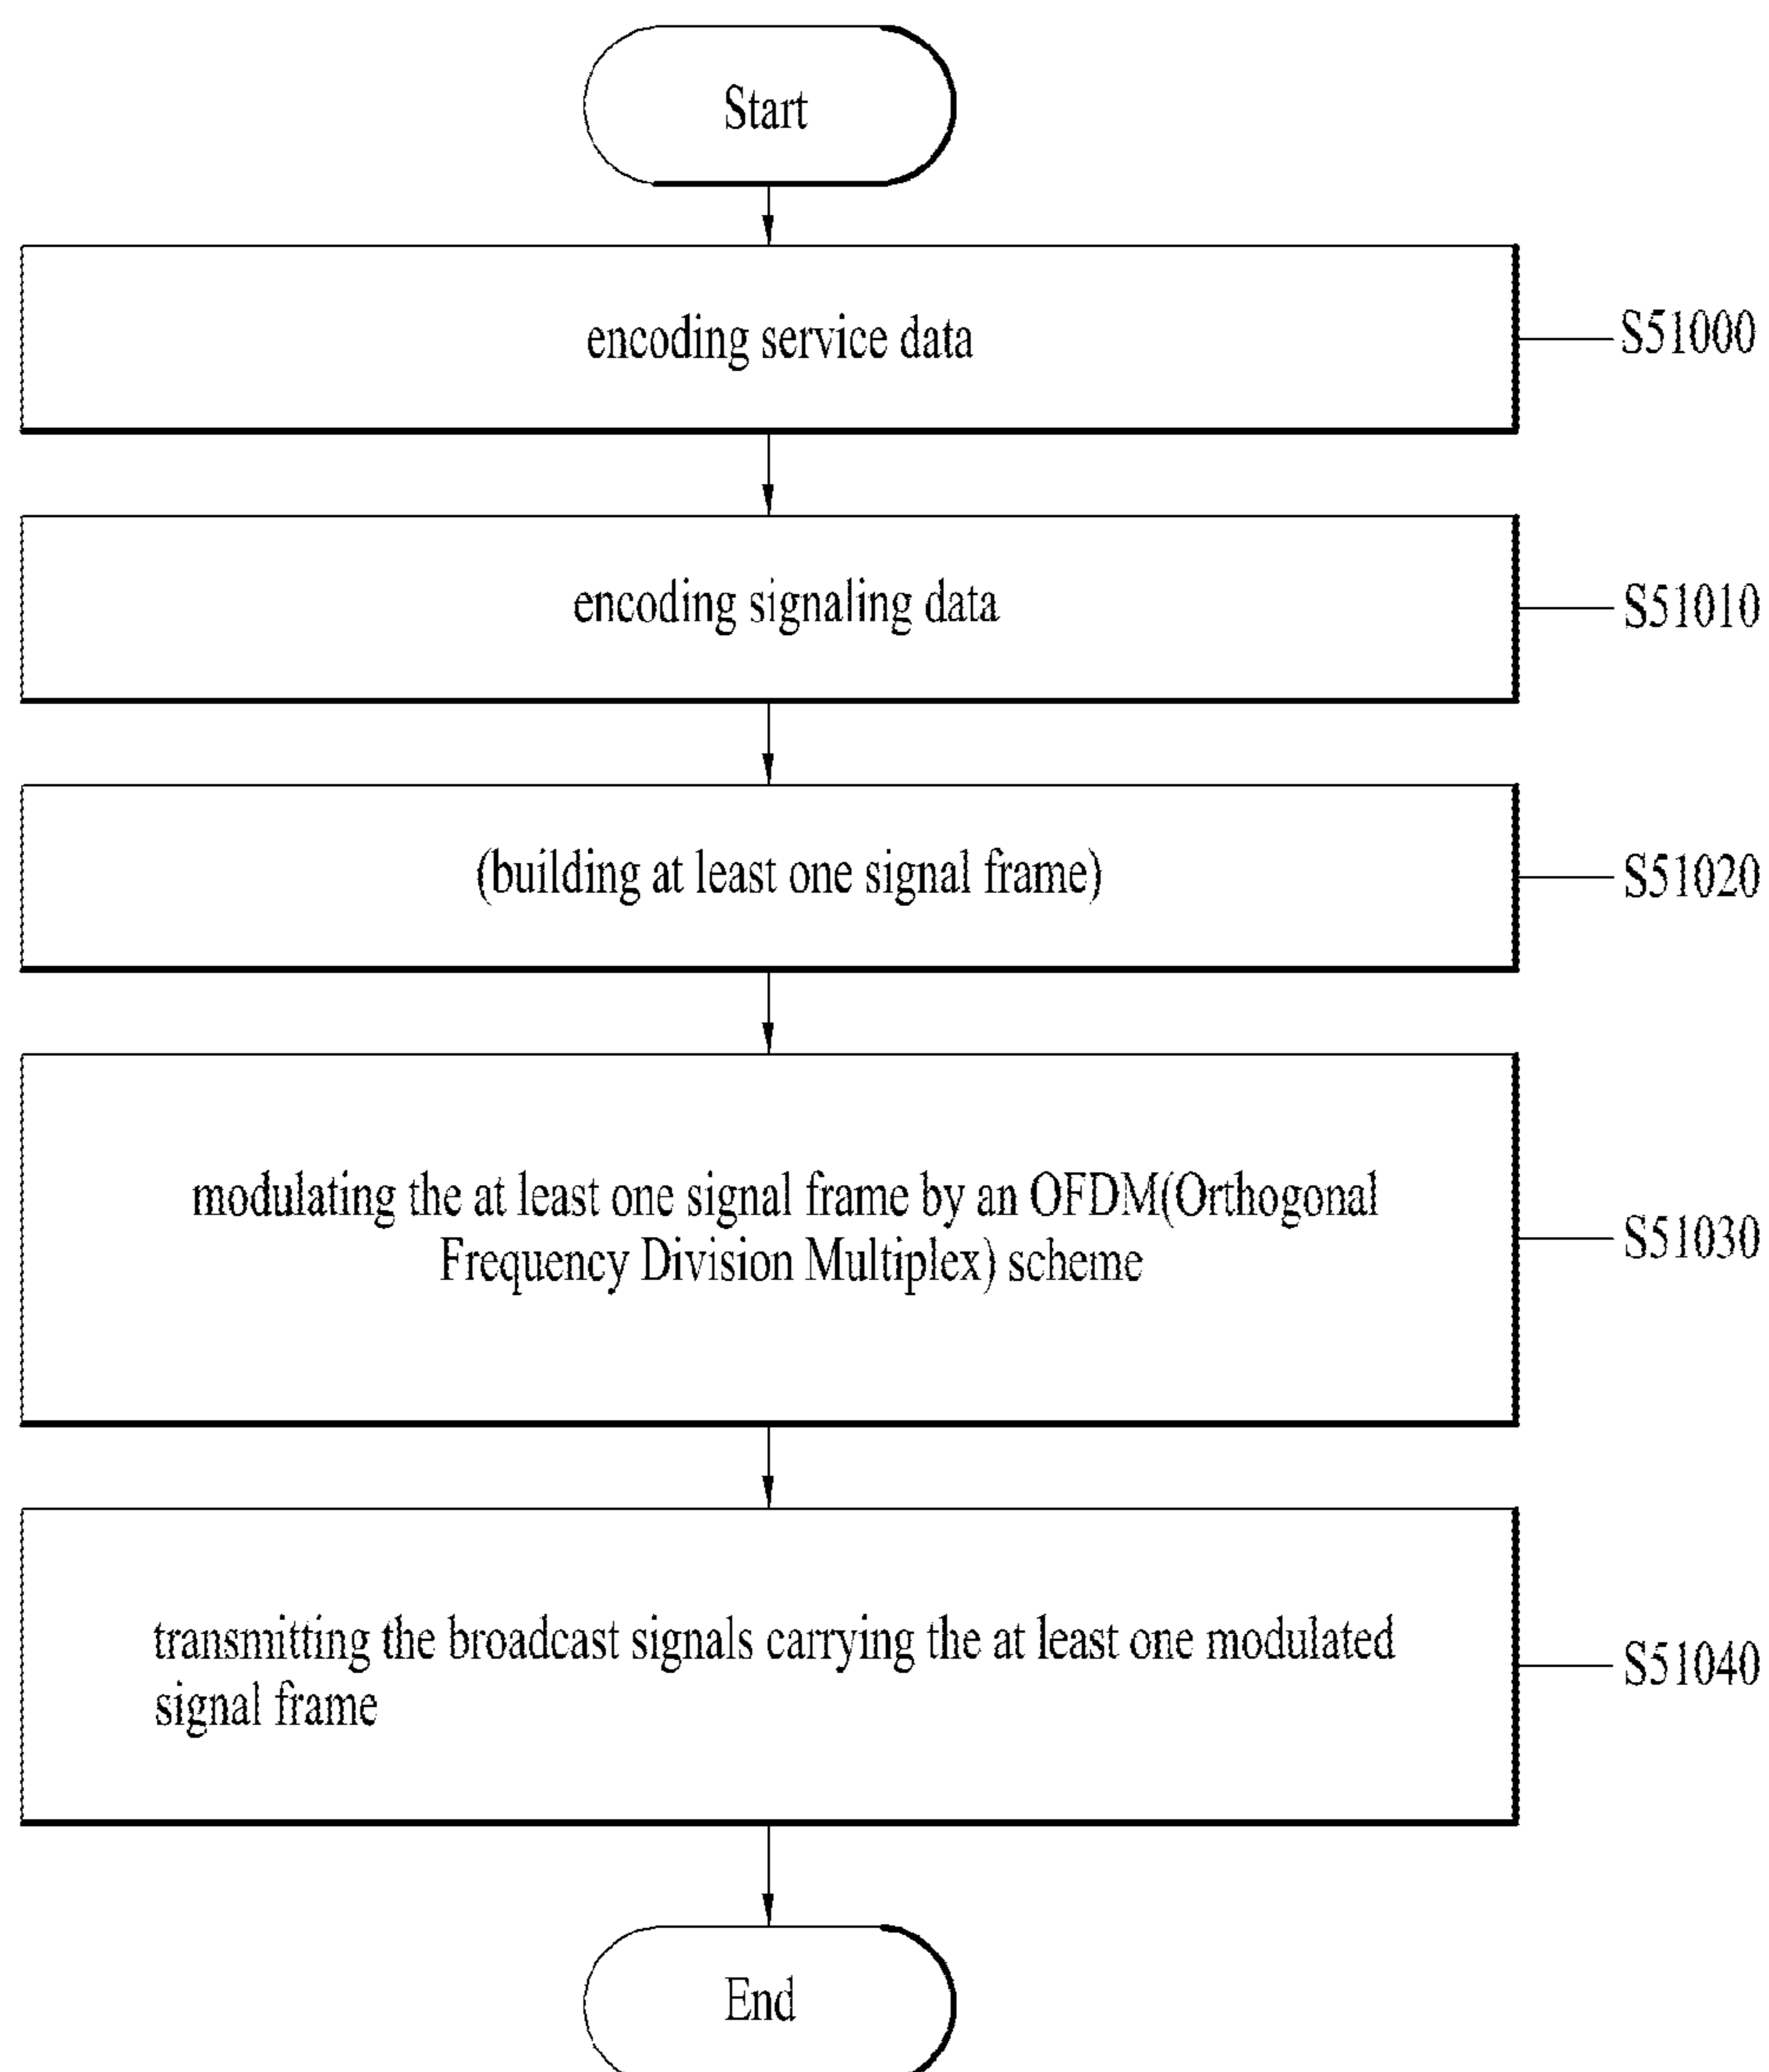 Start
encoding service data
S51000
encoding signaling data
S51010
(building at least one signal frame)
S51020
modulating the at least one signal frame by an OFDM(Orthogonal
Frequency Division Multiplex) scheme
S51030
transmitting the broadcast signals carrying the at least one modulated
signal frame
S51040
End